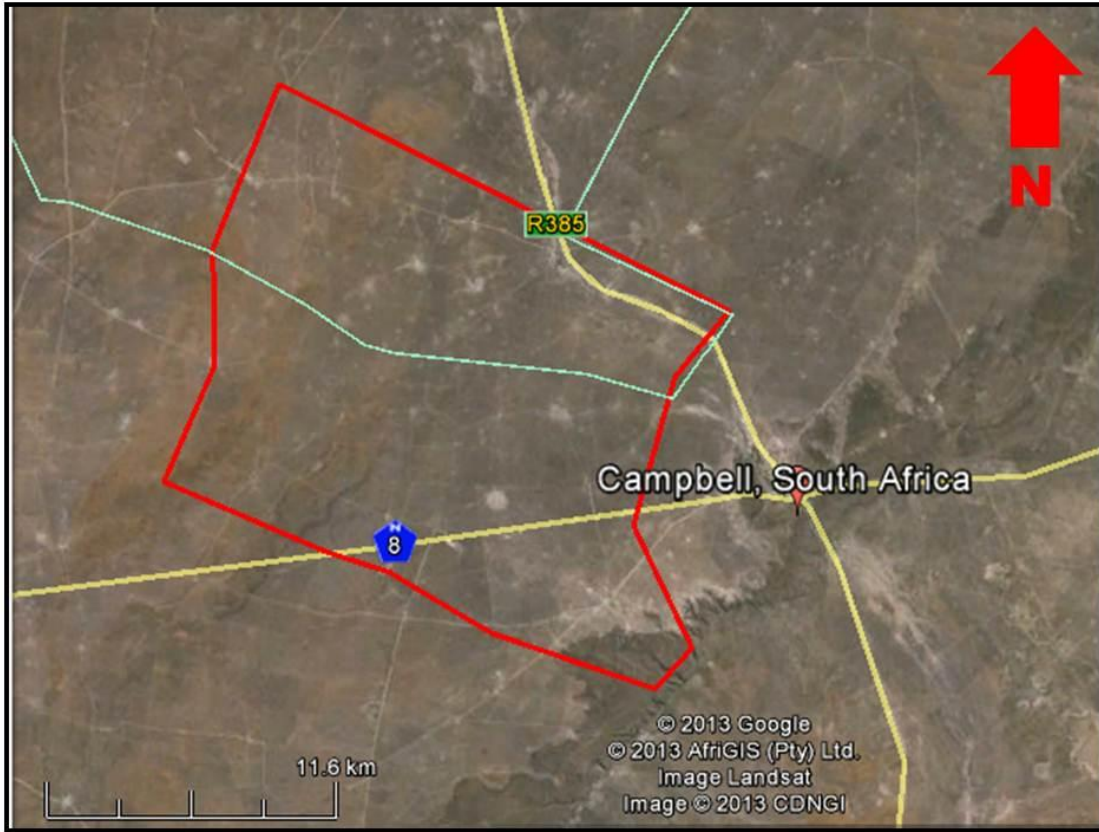 N
R385
Campbell, South Africa
N
8
11.6 km
© 2013 Google
© 2013 AfriGIS (Pty) Ltd.
Image Landsat
Image © 2013 CDNGI